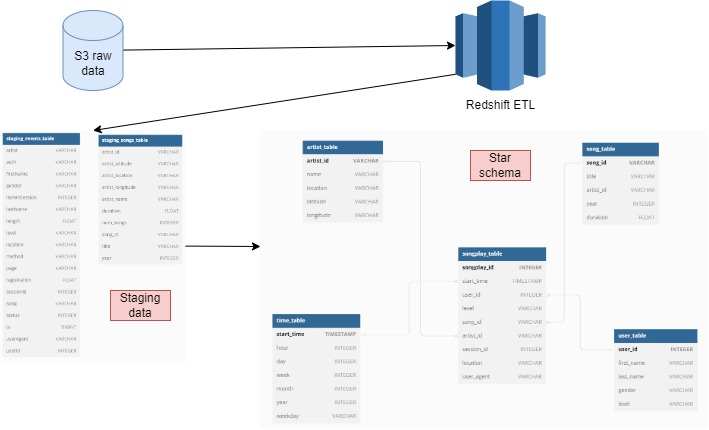 S3 raw
data
Redshift ETL
staging_events_table
artist VARCHAR
auth VARCHAR
firstName VARCHAR
gender VARCHAR
itemInSession INTEGER
lastName VARCHAR
length FLOAT
level VARCHAR
location VARCHAR
method VARCHAR
page VARCHAR
registration FLOAT
sessionId INTEGER
song VARCHAR
status INTEGER
ts
userAgent VARCHAR
userId INTEGER
staging_songs_table
artist_id VARCHAR
artist_latitude VARCHAR
artist_location VARCHAR
artist_longitude VARCHAR
artist_name VARCHAR
duration FLOAT
num_songs INTEGER
song_id VARCHAR
title VARCHAR
year INTEGER
Staging
data
artist_table
artist_id VARCHAR
name VARCHAR
location VARCHAR
latitude VARCHAR
longitude VARCHAR
Star
schema
song_table
song_id VARCHAR
title VARCHAR
artist_id VARCHAR
year INTEGER
duration FLOAT
songplay_table
songplay_id INTEGER
start_time TIMESTAMP
user_id INTEGER
level VARCHAR
song_id VARCHAR
artist_id VARCHAR
session_id INTEGER
location VARCHAR
user_agent VARCHAR
time_table
start_time TIMESTAMP
hour INTEGER
day INTEGER
week INTEGER
month INTEGER
year INTEGER
weekday VARCHAR
user_table
user_id INTEGER
first_name VARCHAR
last_name VARCHAR
gender VARCHAR
level VARCHAR